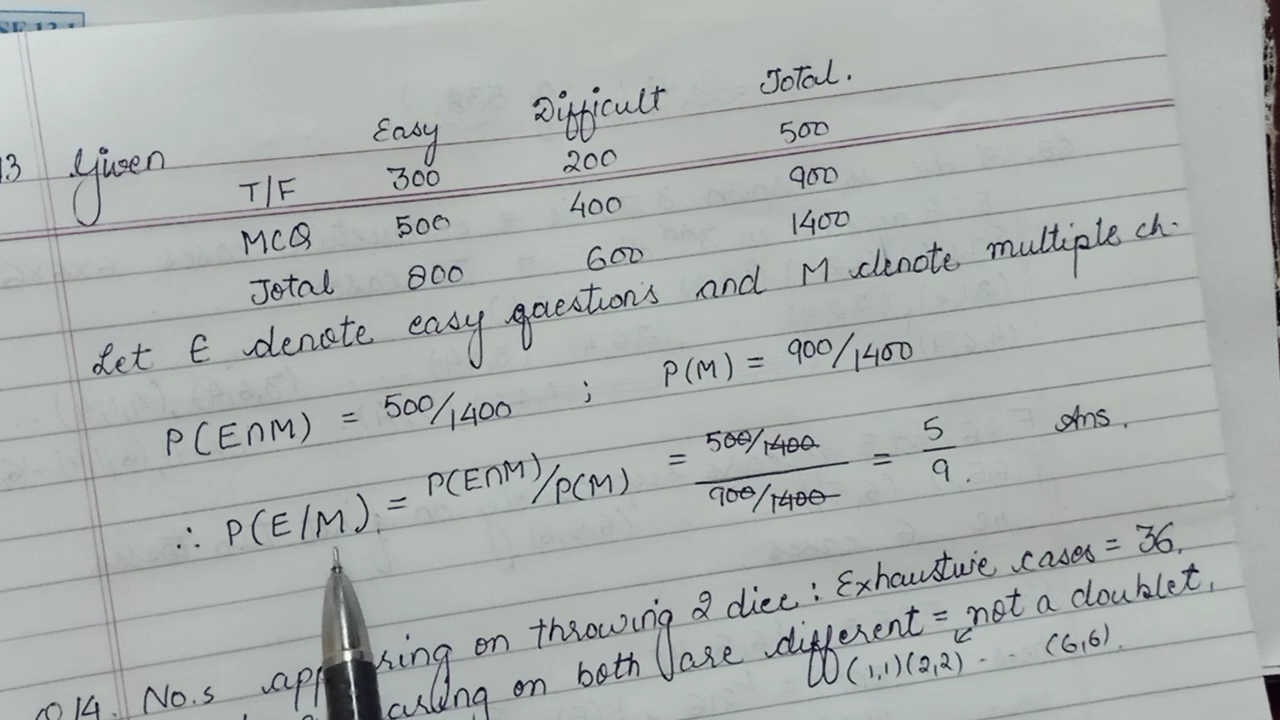 SE 13.1
Easy Difficult Total.
13 Given T/F 300 200 500
MCQ 500 400 900
Total 800 600 1400
Let E denote easy questions and M denote multiple ch.
P(E∩M) = 500/1400 ; P(M) = 900/1400
∴ P(E/M) = P(E∩M)/P(M) = 500/1400 / 900/1400 = 5/9. Ans.
Q14. No.s appearing on throwing 2 dice: Exhaustive cases = 36.
on both are different = not a doublet.
(1,1)(2,2) - - - (6,6).